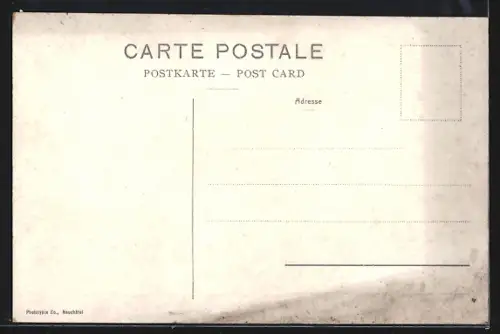 CARTE POSTALE
POSTKARTE — POST CARD
Adresse
Phototypie Co., Neuchâtel